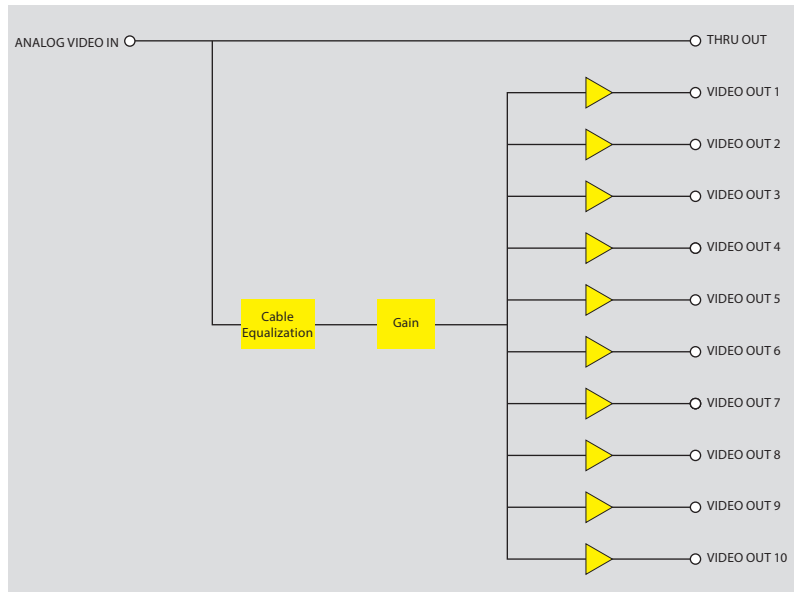 ANALOG VIDEO IN
THRU OUT
VIDEO OUT 1
VIDEO OUT 2
VIDEO OUT 3
VIDEO OUT 4
VIDEO OUT 5
Cable
Equalization
Gain
VIDEO OUT 6
VIDEO OUT 7
VIDEO OUT 8
VIDEO OUT 9
VIDEO OUT 10